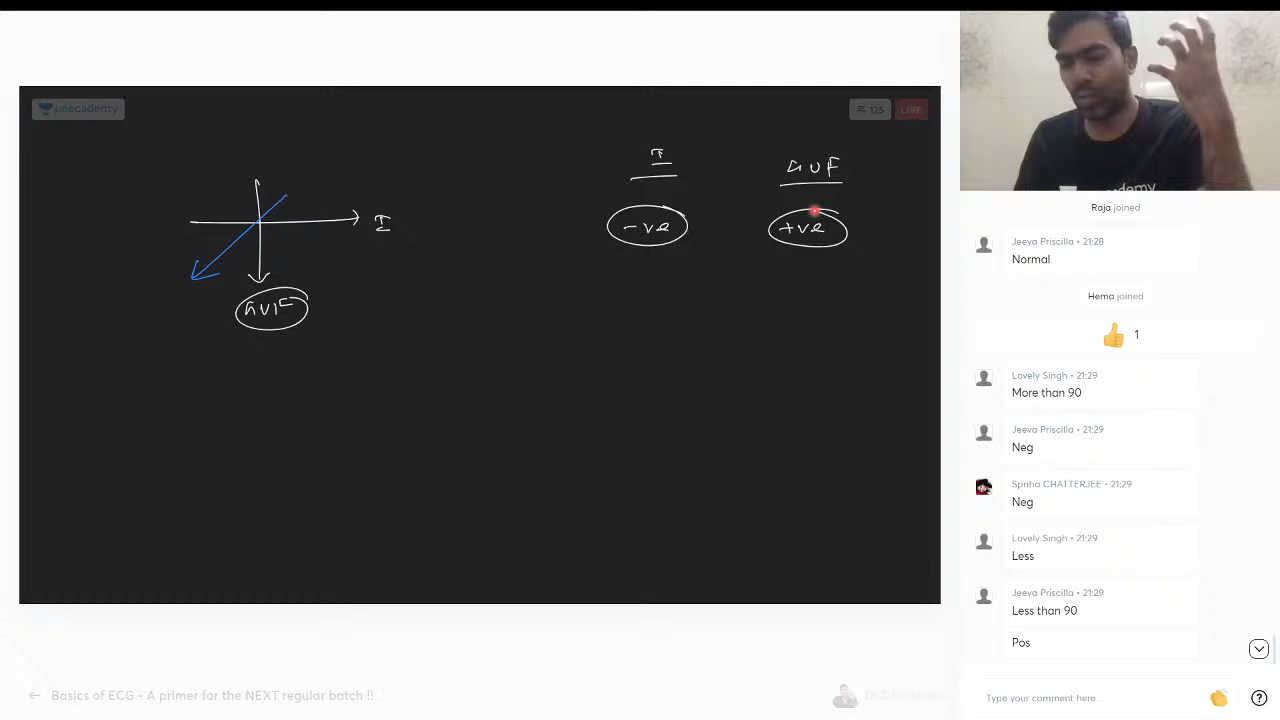 unacademy
125
LIVE
I
aVF
-ve
+ve
I
aVF
Raja joined
Jeeva Priscilla • 21:28
Normal
Hema joined
👍 1
Lovely Singh • 21:29
More than 90
Jeeva Priscilla • 21:29
Neg
Spriha CHATTERJEE • 21:29
Neg
Lovely Singh • 21:29
Less
Jeeva Priscilla • 21:29
Less than 90
Pos
Basics of ECG - A primer for the NEXT regular batch !!
Type your comment here..